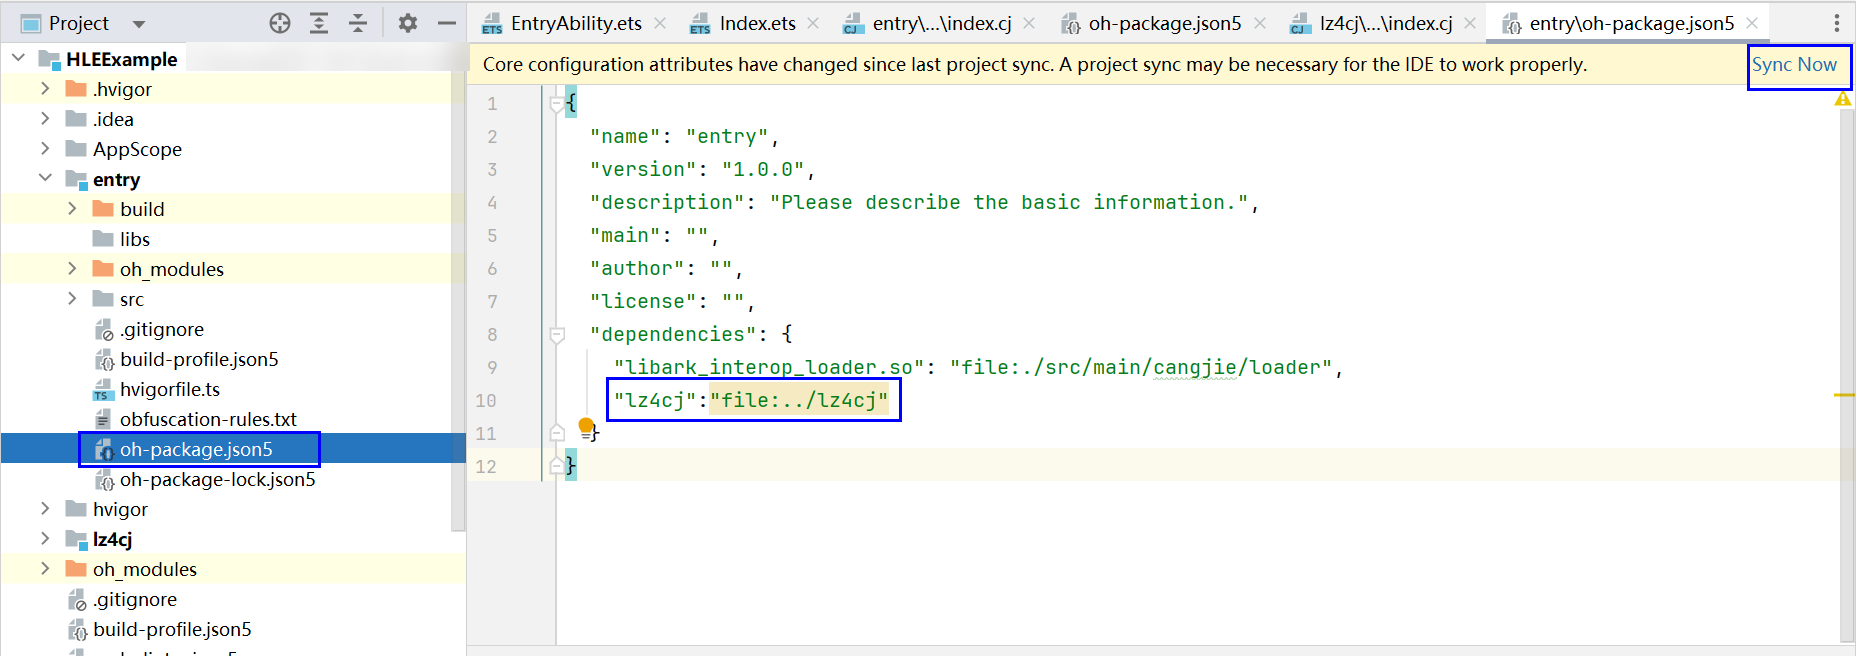 Project
EntryAbility.ets
Index.ets
entry\...\index.cj
oh-package.json5
lz4cj\...\index.cj
entry\oh-package.json5
Core configuration attributes have changed since last project sync. A project sync may be necessary for the IDE to work properly.
Sync Now
HLEExample
.hvigor
.idea
AppScope
entry
build
libs
oh_modules
src
.gitignore
build-profile.json5
hvigorfile.ts
obfuscation-rules.txt
oh-package.json5
oh-package-lock.json5
hvigor
lz4cj
oh_modules
.gitignore
build-profile.json5
1 {
2 "name": "entry",
3 "version": "1.0.0",
4 "description": "Please describe the basic information.",
5 "main": "",
6 "author": "",
7 "license": "",
8 "dependencies": {
9 "libark_interop_loader.so": "file:./src/main/cangjie/loader",
10 "lz4cj":"file:../lz4cj"
11 }
12 }